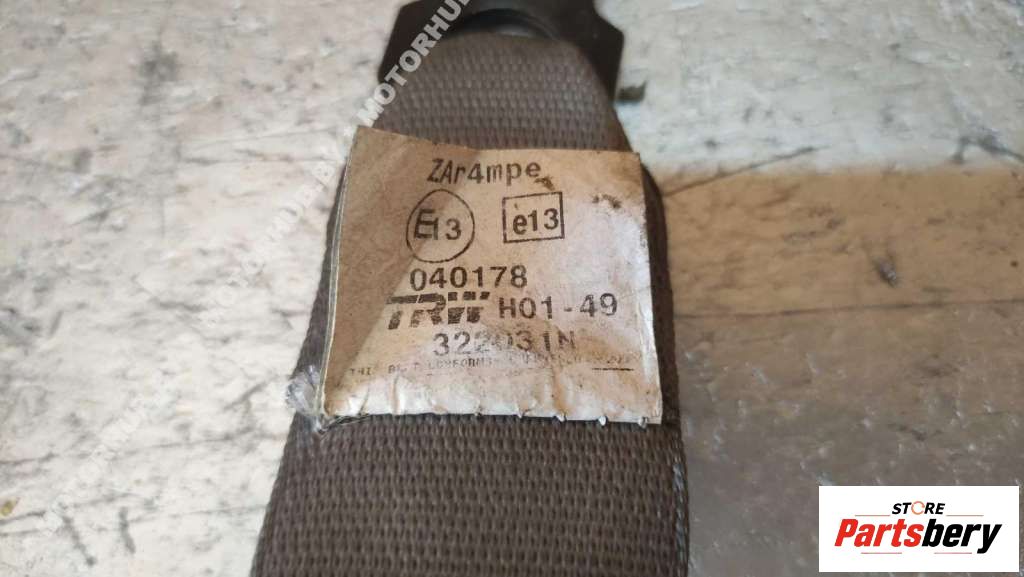 ZAr4mpe
E13 e13
040178
TRW H01-49
322031N
STORE
Partsbery